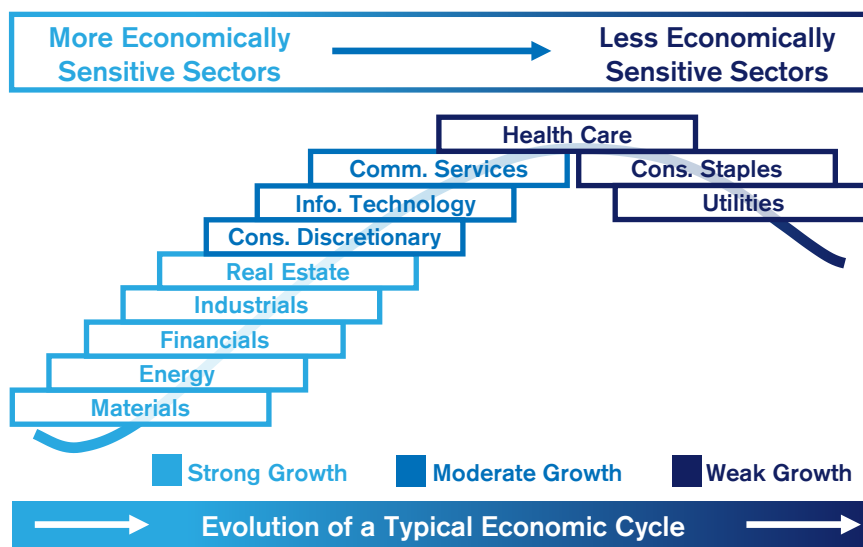 More Economically
Sensitive Sectors
Less Economically
Sensitive Sectors
Health Care
Comm. Services
Cons. Staples
Info. Technology
Utilities
Cons. Discretionary
Real Estate
Industrials
Financials
Energy
Materials
Strong Growth
Moderate Growth
Weak Growth
Evolution of a Typical Economic Cycle